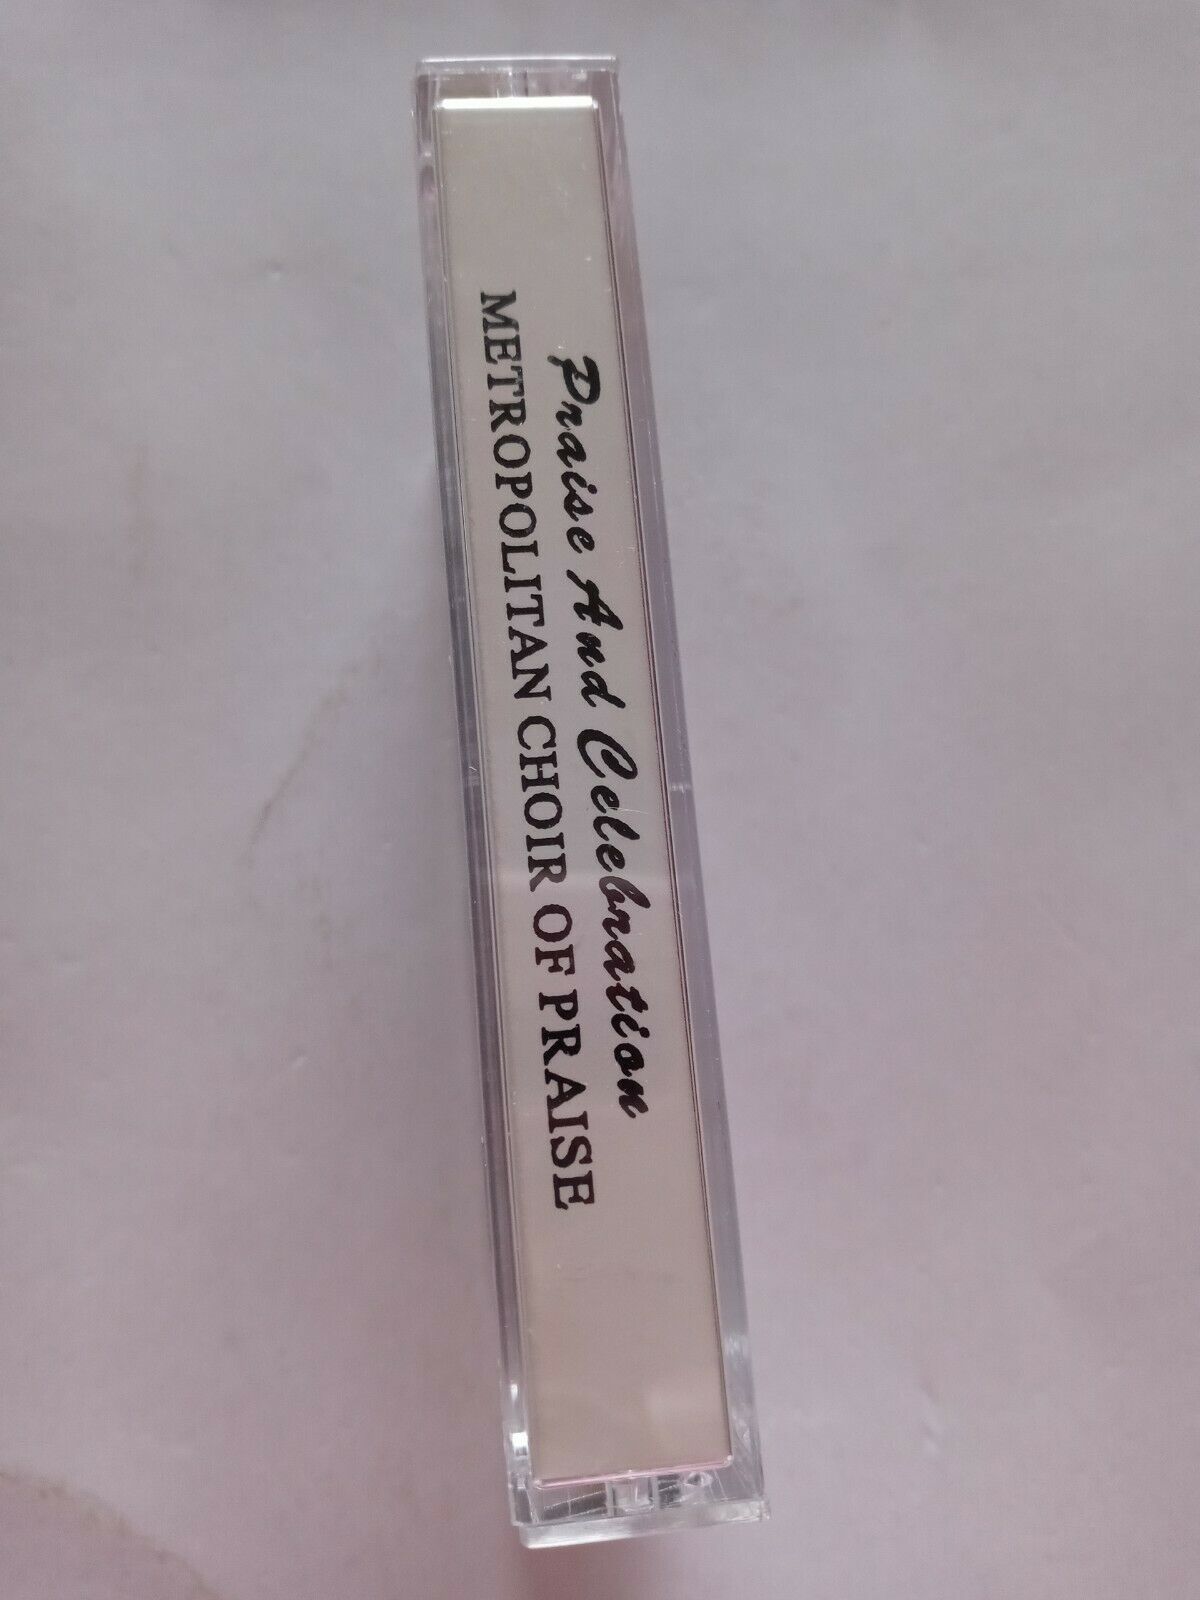 Praise And Celebration
METROPOLITAN CHOIR OF PRAISE